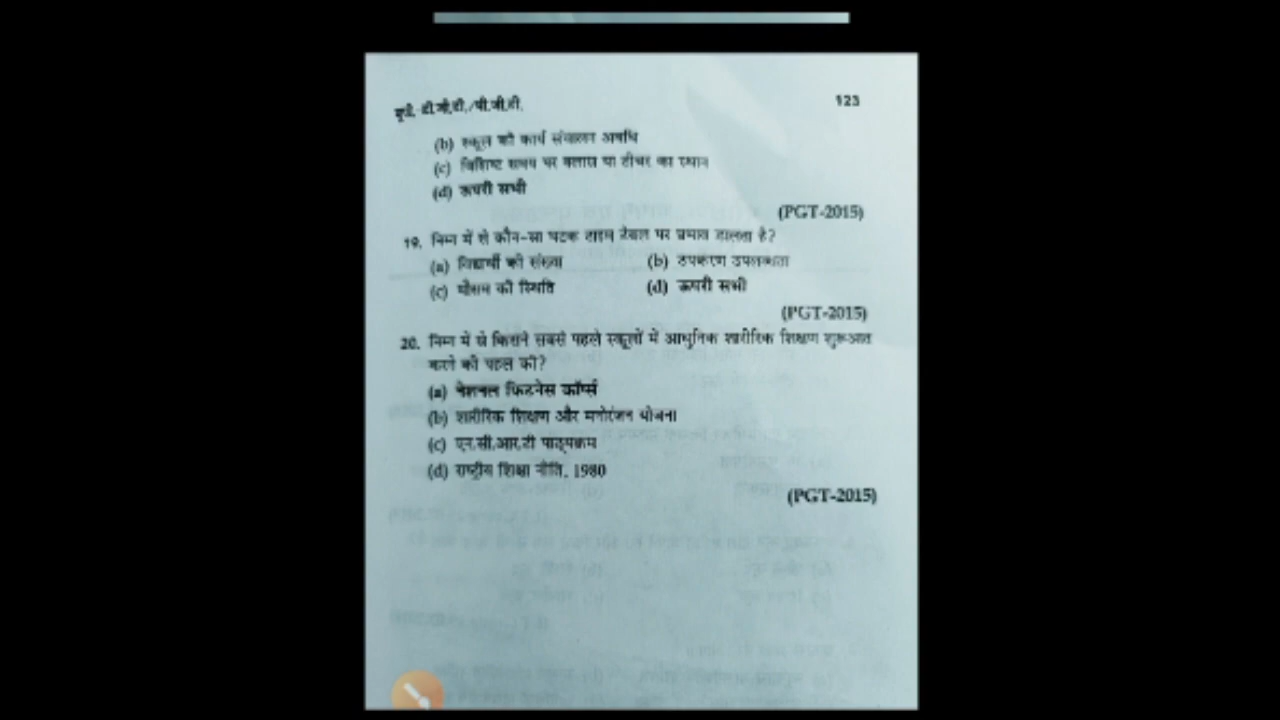 यू.पी. टी.जी.टी./पी.जी.टी. 123
(b) स्कूल की कार्य संचालन अवधि
(c) विशिष्ट समय पर क्लास या टीचर का स्थान
(d) ऊपरी सभी
(PGT-2015)
19. निम्न में से कौन-सा घटक टाइम टेबल पर प्रभाव डालता है?
(a) विद्यार्थी की संख्या (b) उपकरण उपलब्धता
(c) मौसम की स्थिति (d) ऊपरी सभी
(PGT-2015)
20. निम्न में से किसने सबसे पहले स्कूलों में आधुनिक शारीरिक शिक्षण शुरूआत
करने की पहल की?
(a) नेशनल फिटनेस कॉर्प्स
(b) शारीरिक शिक्षण और मनोरंजन योजना
(c) एन.सी.आर.टी पाठ्यक्रम
(d) राष्ट्रीय शिक्षा नीति, 1980
(PGT-2015)